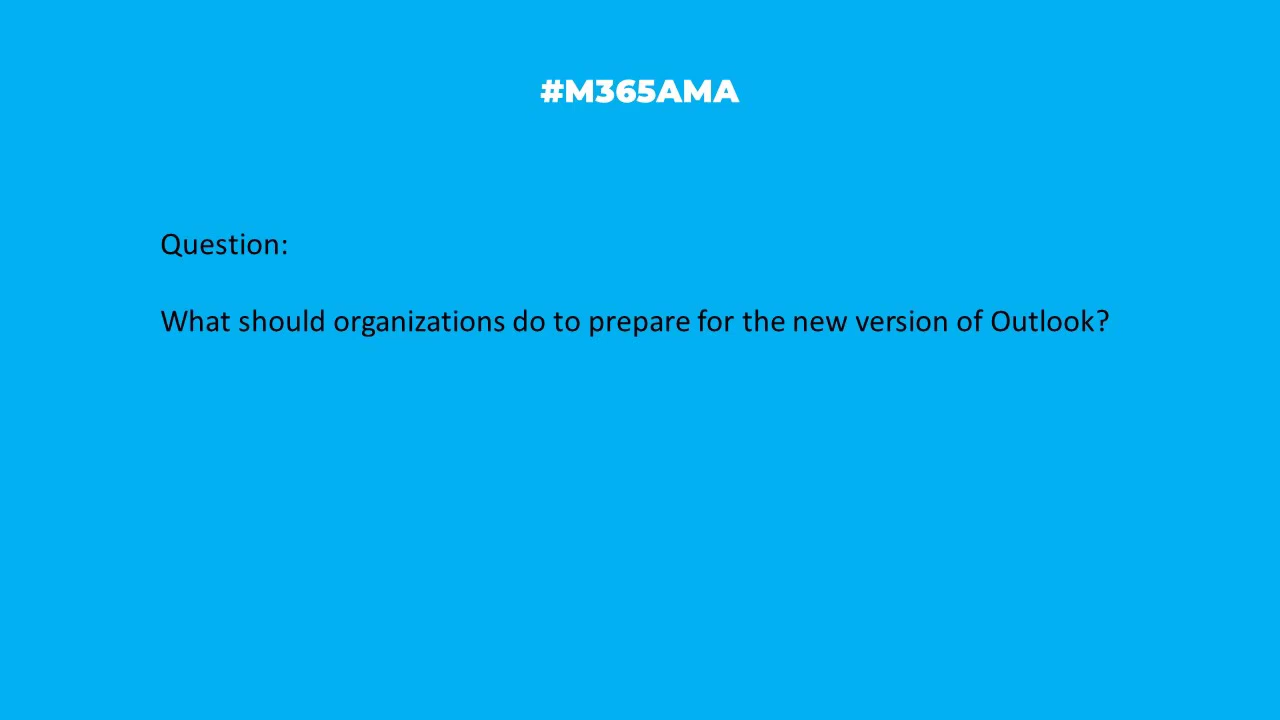 #M365AMA
Question:
What should organizations do to prepare for the new version of Outlook?